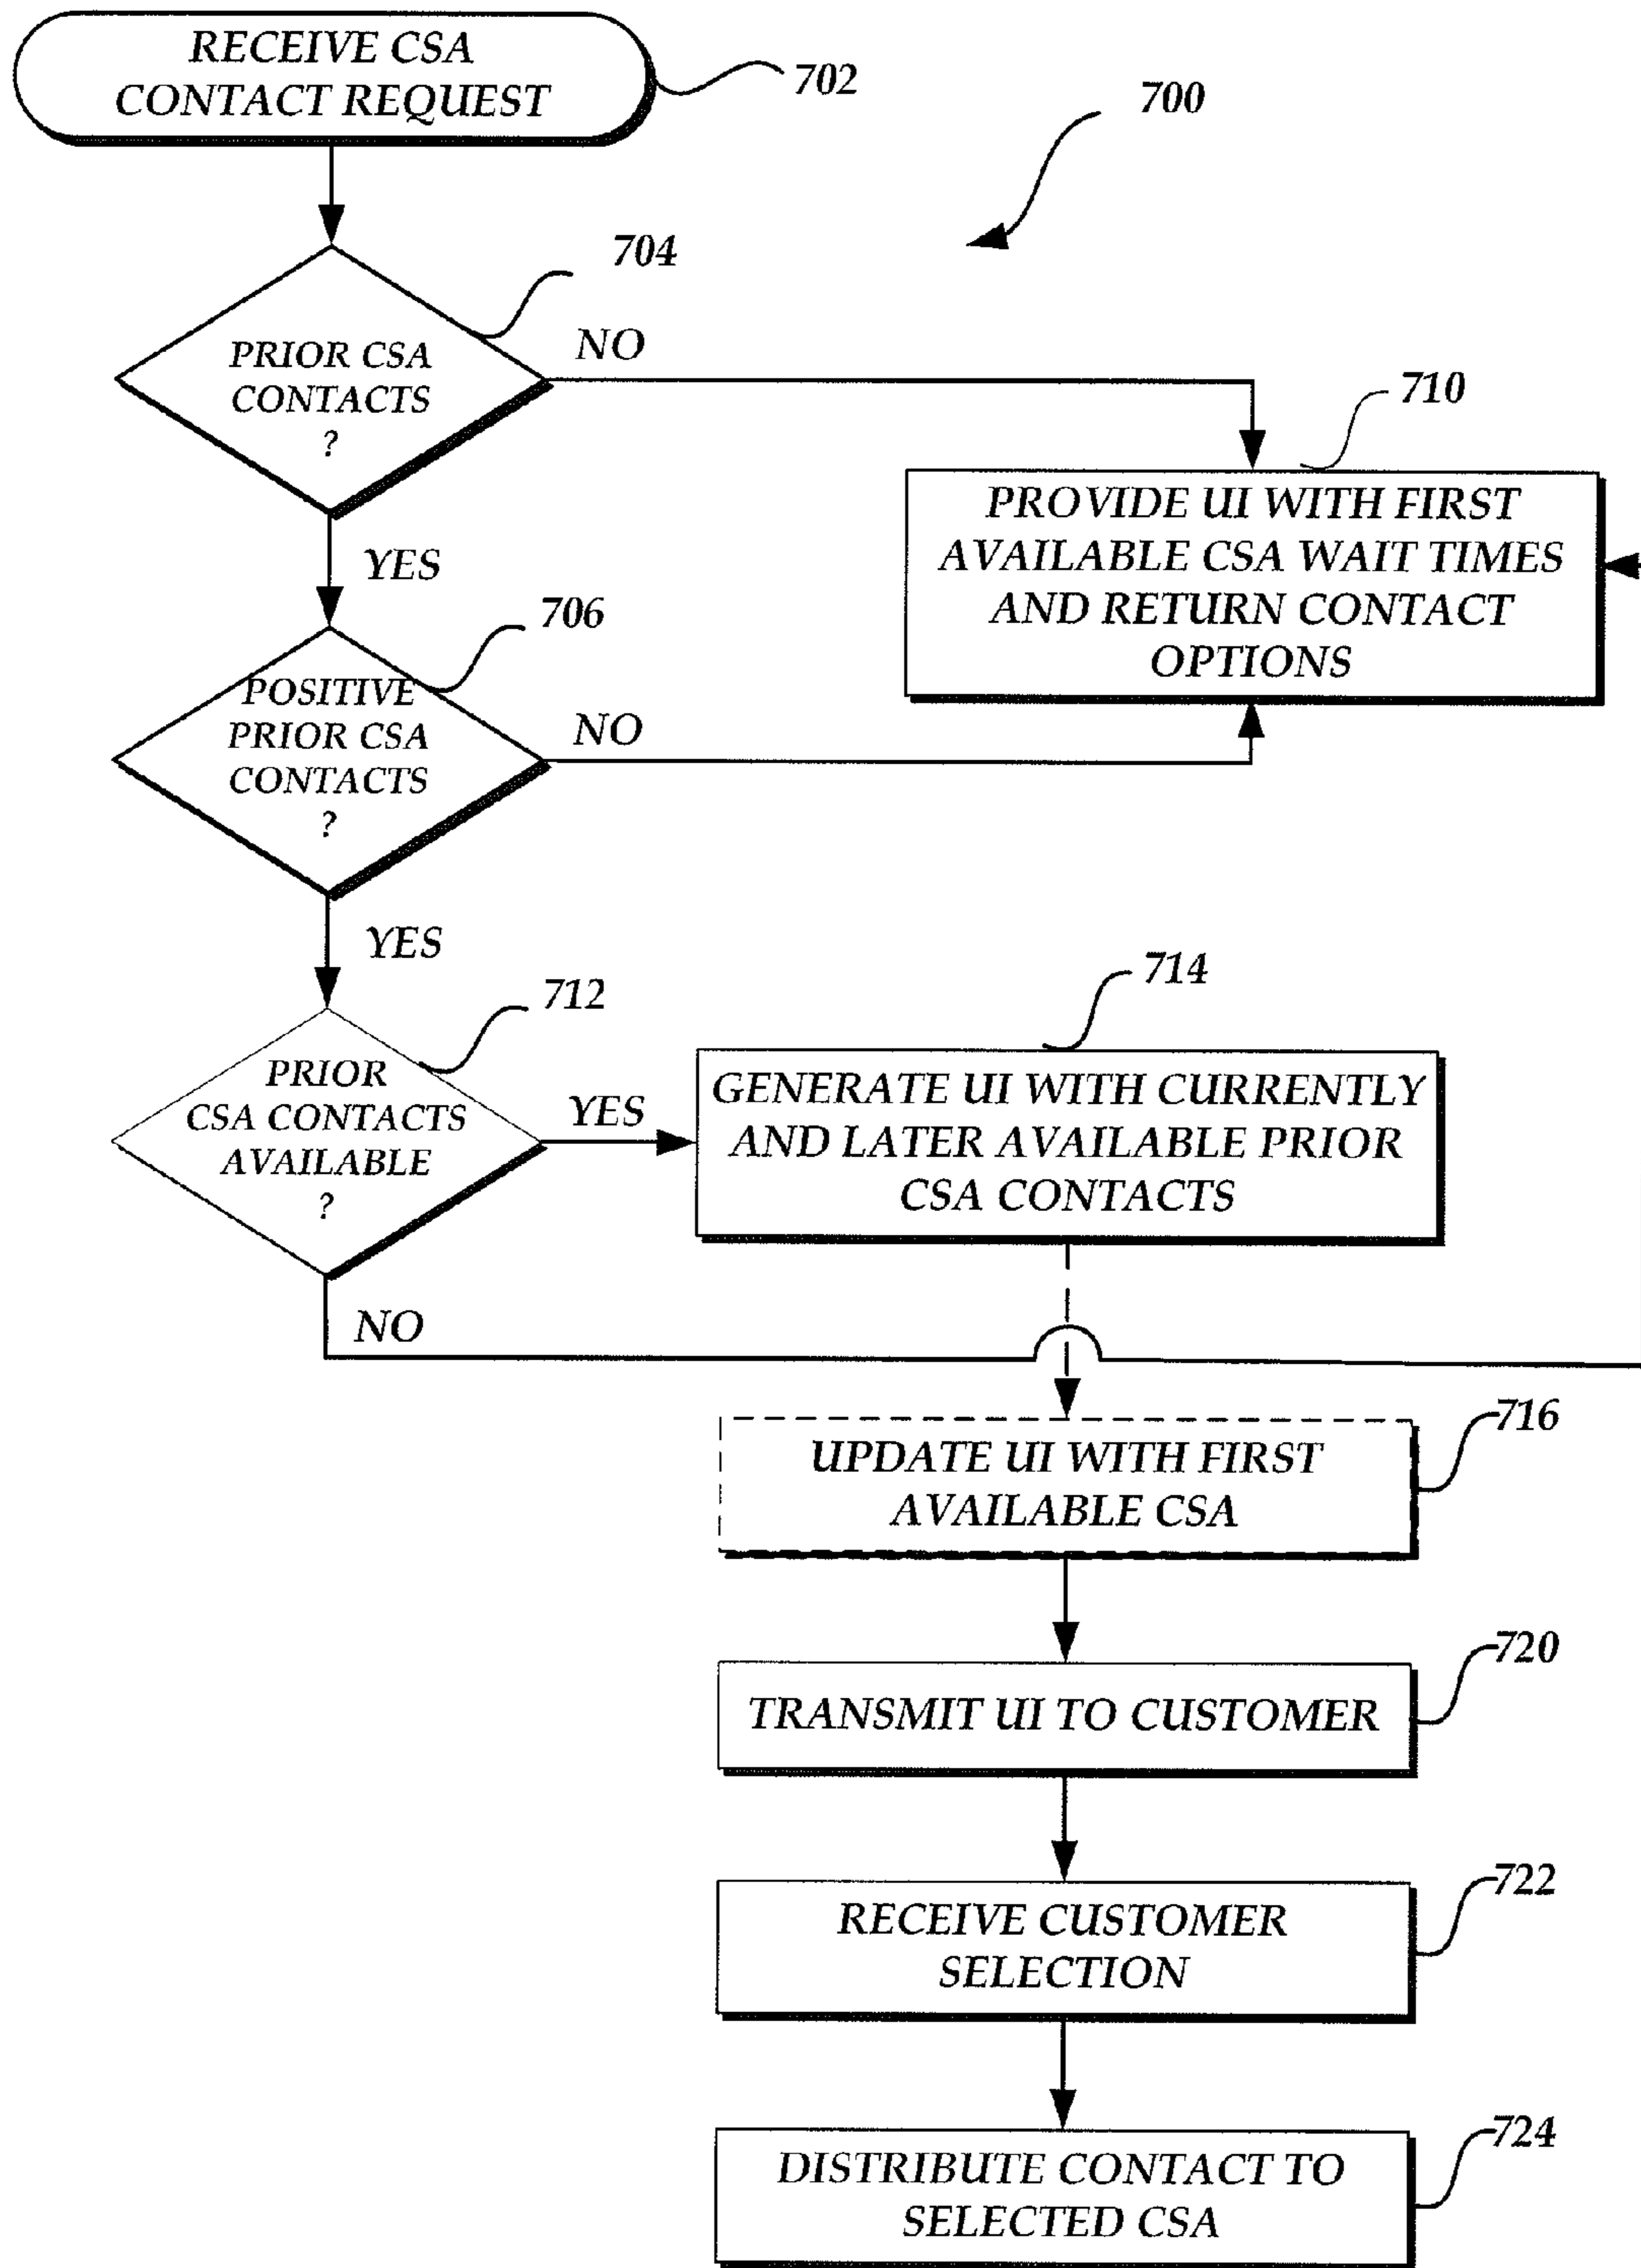 RECEIVE CSA
CONTACT REQUEST
702
700
704
PRIOR CSA
CONTACTS
?
NO
YES
710
PROVIDE UI WITH FIRST
AVAILABLE CSA WAIT TIMES
AND RETURN CONTACT
OPTIONS
706
POSITIVE
PRIOR CSA
CONTACTS
?
NO
YES
712
PRIOR
CSA CONTACTS
AVAILABLE
?
YES
NO
714
GENERATE UI WITH CURRENTLY
AND LATER AVAILABLE PRIOR
CSA CONTACTS
716
UPDATE UI WITH FIRST
AVAILABLE CSA
720
TRANSMIT UI TO CUSTOMER
722
RECEIVE CUSTOMER
SELECTION
724
DISTRIBUTE CONTACT TO
SELECTED CSA